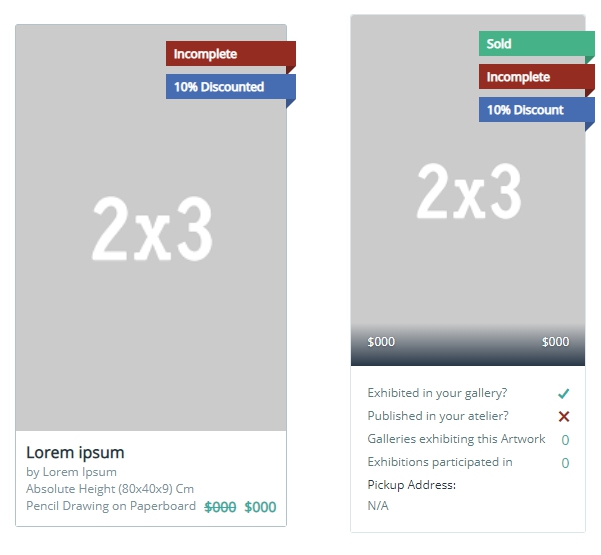 Incomplete
10% Discounted
2x3
Lorem ipsum
by Lorem Ipsum
Absolute Height (80x40x9) Cm
Pencil Drawing on Paperboard $000 $000
Sold
Incomplete
10% Discount
2x3
$000 $000
Exhibited in your gallery?
Published in your atelier?
Galleries exhibiting this Artwork 0
Exhibitions participated in 0
Pickup Address:
N/A